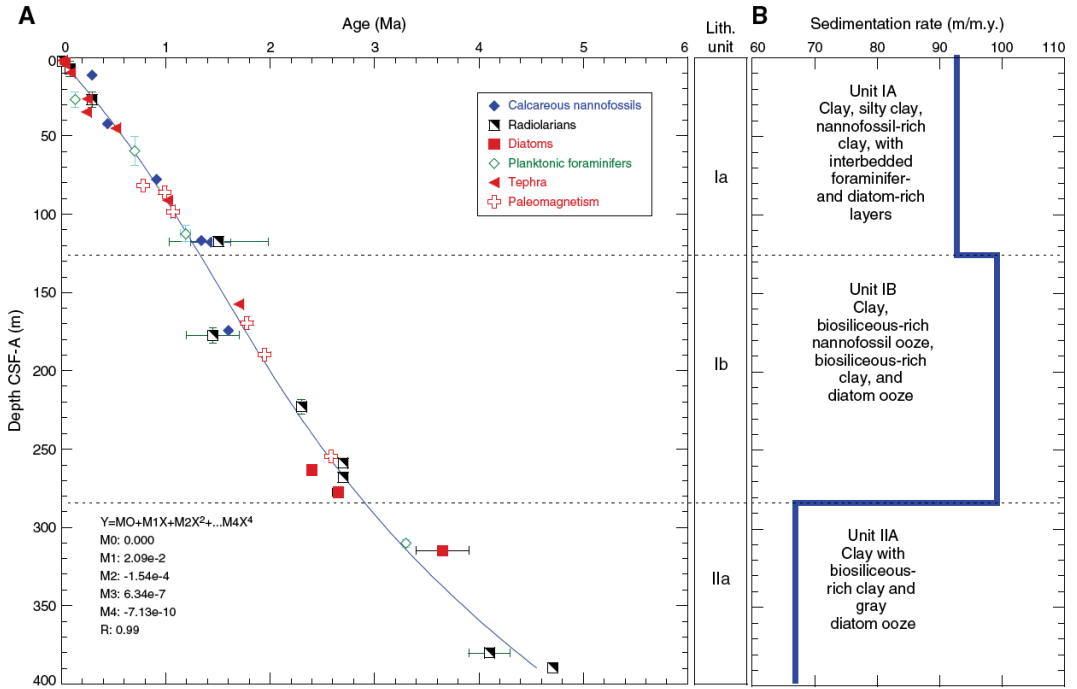 A
Age (Ma)
0
1
2
3
4
5
6
Depth CSF-A (m)
0
50
100
150
200
250
300
350
400
Calcareous nannofossils
Radiolarians
Diatoms
Planktonic foraminifers
Tephra
Paleomagnetism
Y=MO+M1X+M2X²+...M4X⁴
M0: 0.000
M1: 2.09e-2
M2: -1.54e-4
M3: 6.34e-7
M4: -7.13e-10
R: 0.99
Lith.
unit
Ia
Ib
IIa
B
Sedimentation rate (m/m.y.)
60
70
80
90
100
110
Unit IA
Clay, silty clay,
nannofossil-rich
clay, with
interbedded
foraminifer-
and diatom-rich
layers
Unit IB
Clay,
biosiliceous-rich
nannofossil ooze,
biosiliceous-rich
clay, and
diatom ooze
Unit IIA
Clay with
biosiliceous-
rich clay and
gray
diatom ooze